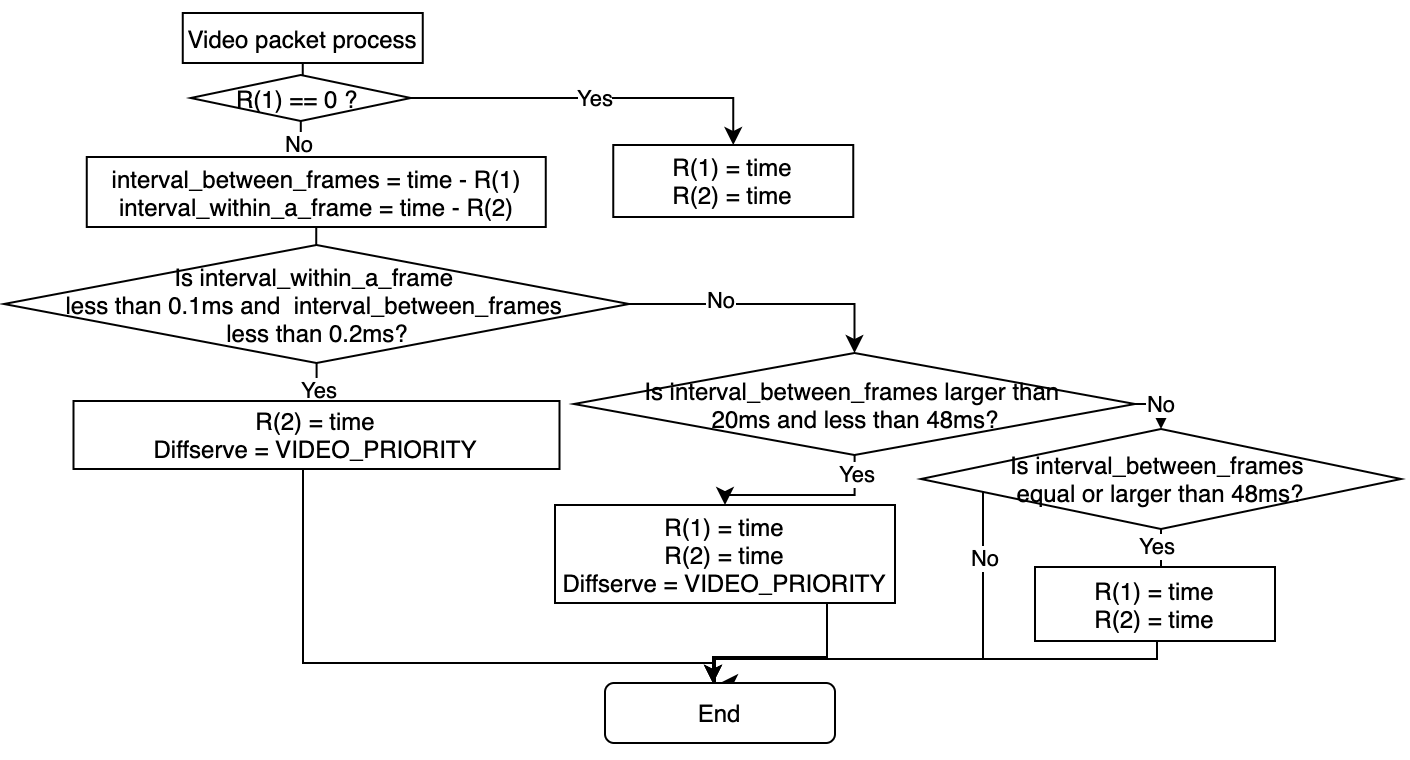 Video packet process
R(1) == 0 ?
Yes
No
R(1) = time
R(2) = time
interval_between_frames = time - R(1)
interval_within_a_frame = time - R(2)
Is interval_within_a_frame
less than 0.1ms and  interval_between_frames
less than 0.2ms?
No
Yes
Is interval_between_frames larger than
20ms and less than 48ms?
No
R(2) = time
Diffserve = VIDEO_PRIORITY
Yes
Is interval_between_frames
equal or larger than 48ms?
R(1) = time
R(2) = time
Diffserve = VIDEO_PRIORITY
No
Yes
R(1) = time
R(2) = time
End